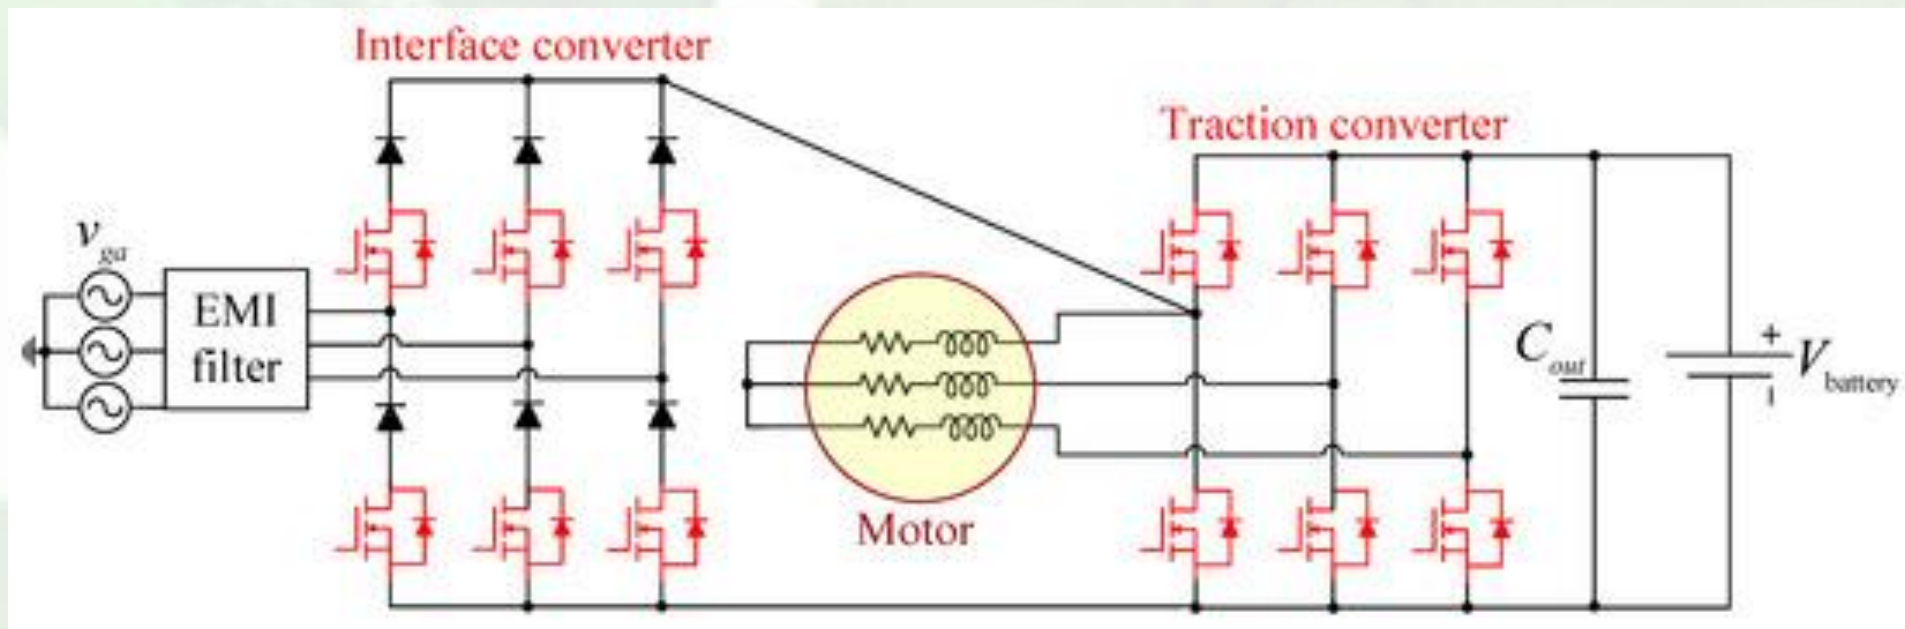 Interface converter
Traction converter
v_ga
EMI
filter
C_out
+
V_battery
Motor